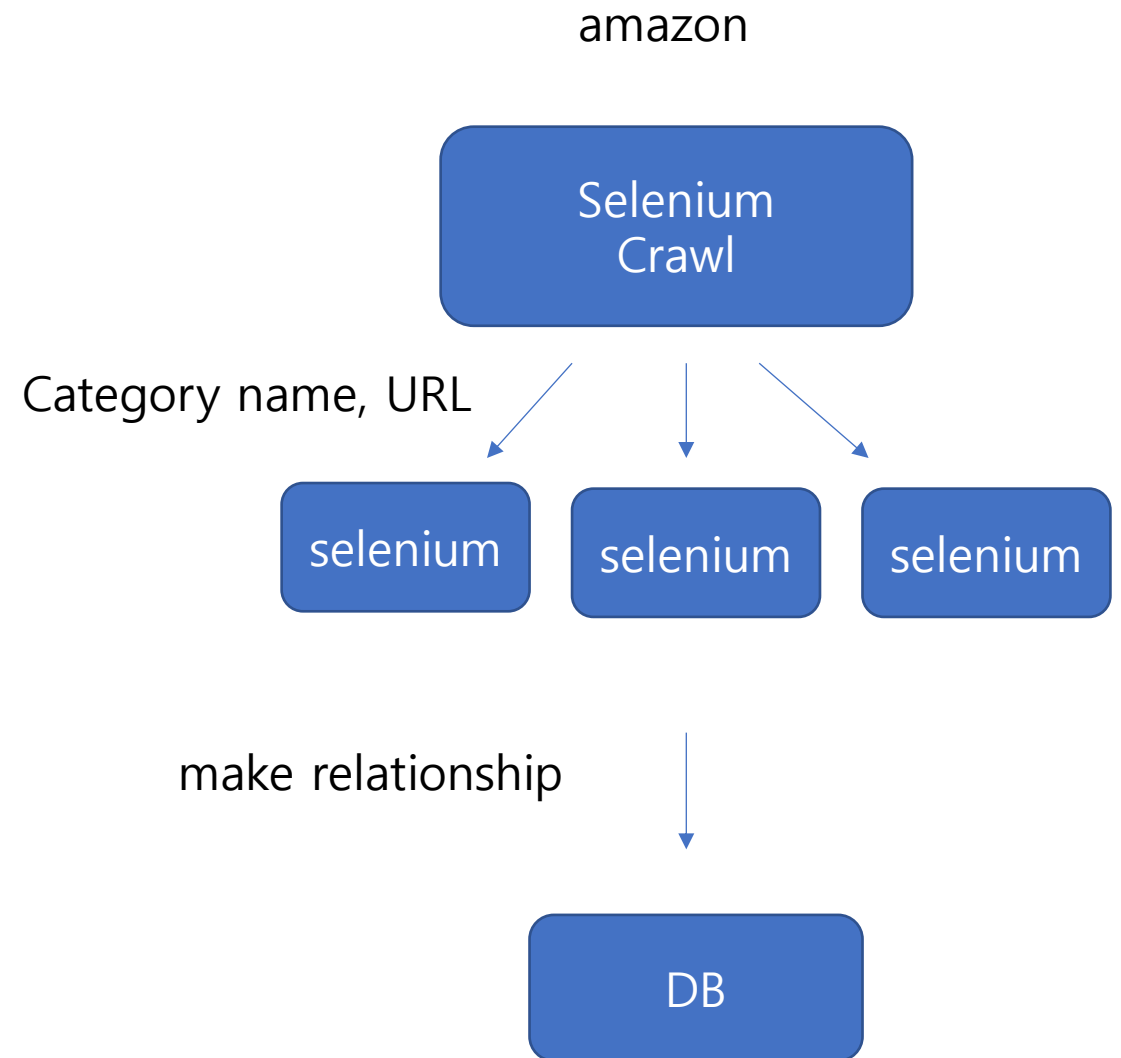 amazon
Selenium
Crawl
Category name, URL
selenium
selenium
selenium
make relationship
DB